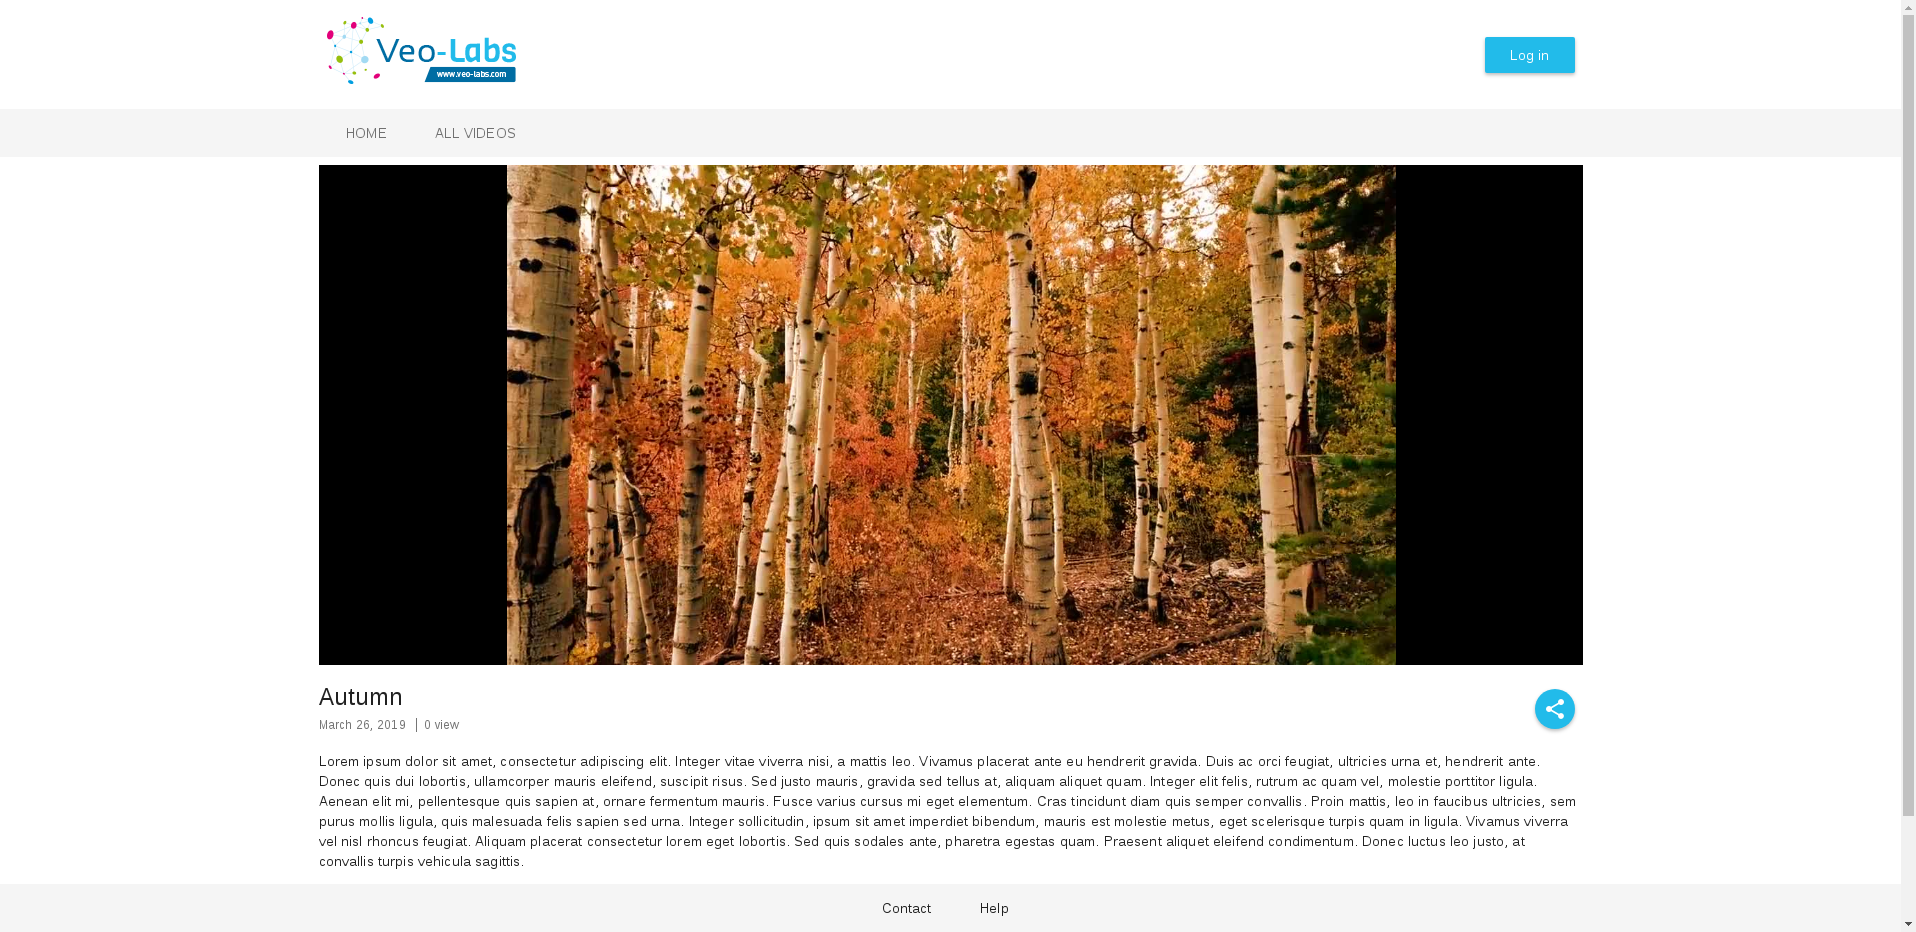 Veo-Labs
www.veo-labs.com
Log in
HOME
ALL VIDEOS
Autumn
March 26, 2019 | 0 view
Lorem ipsum dolor sit amet, consectetur adipiscing elit. Integer vitae viverra nisi, a mattis leo. Vivamus placerat ante eu hendrerit gravida. Duis ac orci feugiat, ultricies urna et, hendrerit ante.
Donec quis dui lobortis, ullamcorper mauris eleifend, suscipit risus. Sed justo mauris, gravida sed tellus at, aliquam aliquet quam. Integer elit felis, rutrum ac quam vel, molestie porttitor ligula.
Aenean elit mi, pellentesque quis sapien at, ornare fermentum mauris. Fusce varius cursus mi eget elementum. Cras tincidunt diam quis semper convallis. Proin mattis, leo in faucibus ultricies, sem
purus mollis ligula, quis malesuada felis sapien sed urna. Integer sollicitudin, ipsum sit amet imperdiet bibendum, mauris est molestie metus, eget scelerisque turpis quam in ligula. Vivamus viverra
vel nisl rhoncus feugiat. Aliquam placerat consectetur lorem eget lobortis. Sed quis sodales ante, pharetra egestas quam. Praesent aliquet eleifend condimentum. Donec luctus leo justo, at
convallis turpis vehicula sagittis.
Contact
Help